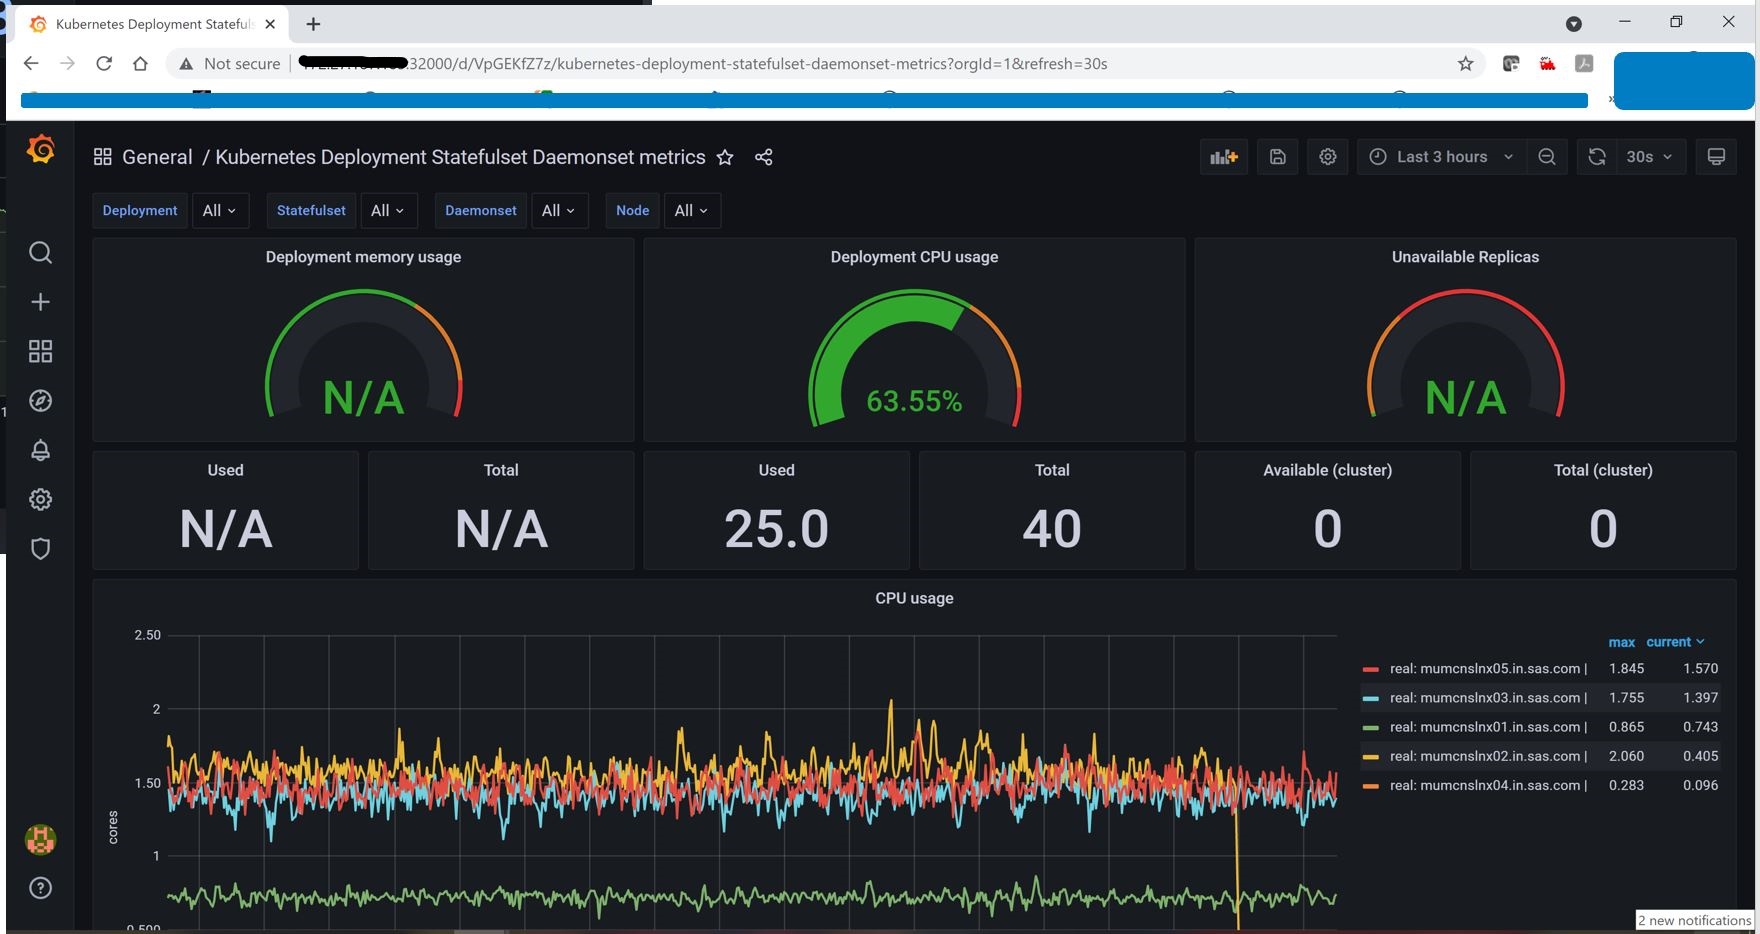 Kubernetes Deployment Stateful
Not secure
:32000/d/VpGEKfZ7z/kubernetes-deployment-statefulset-daemonset-metrics?orgId=1&refresh=30s
General / Kubernetes Deployment Statefulset Daemonset metrics
Last 3 hours
30s
Deployment All Statefulset All Daemonset All Node All
Deployment memory usage
N/A
Deployment CPU usage
63.55%
Unavailable Replicas
N/A
Used
N/A
Total
N/A
Used
25.0
Total
40
Available (cluster)
0
Total (cluster)
0
CPU usage
2.50
2
1.50
1
0.500
cores
max current
real: mumcnslnx05.in.sas.com | 1.845 1.570
real: mumcnslnx03.in.sas.com | 1.755 1.397
real: mumcnslnx01.in.sas.com | 0.865 0.743
real: mumcnslnx02.in.sas.com | 2.060 0.405
real: mumcnslnx04.in.sas.com | 0.283 0.096
2 new notifications